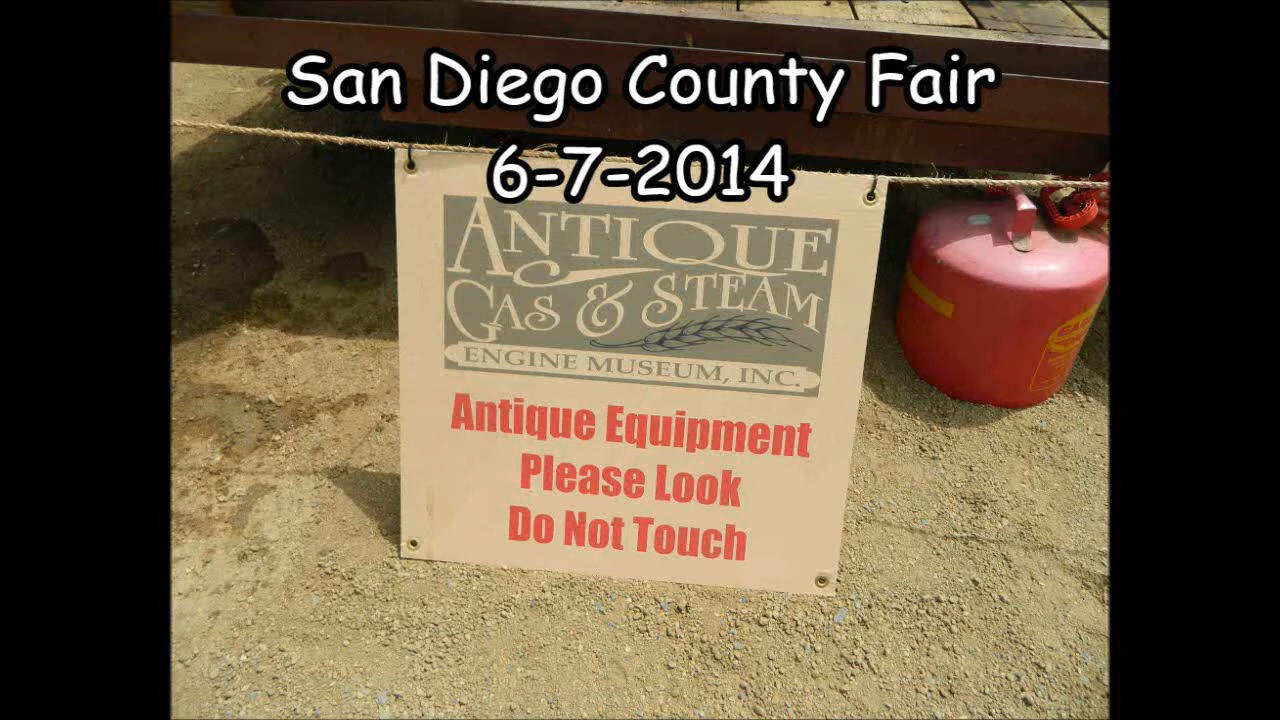 San Diego County Fair
6-7-2014
ANTIQUE
GAS & STEAM
ENGINE MUSEUM, INC.
Antique Equipment
Please Look
Do Not Touch